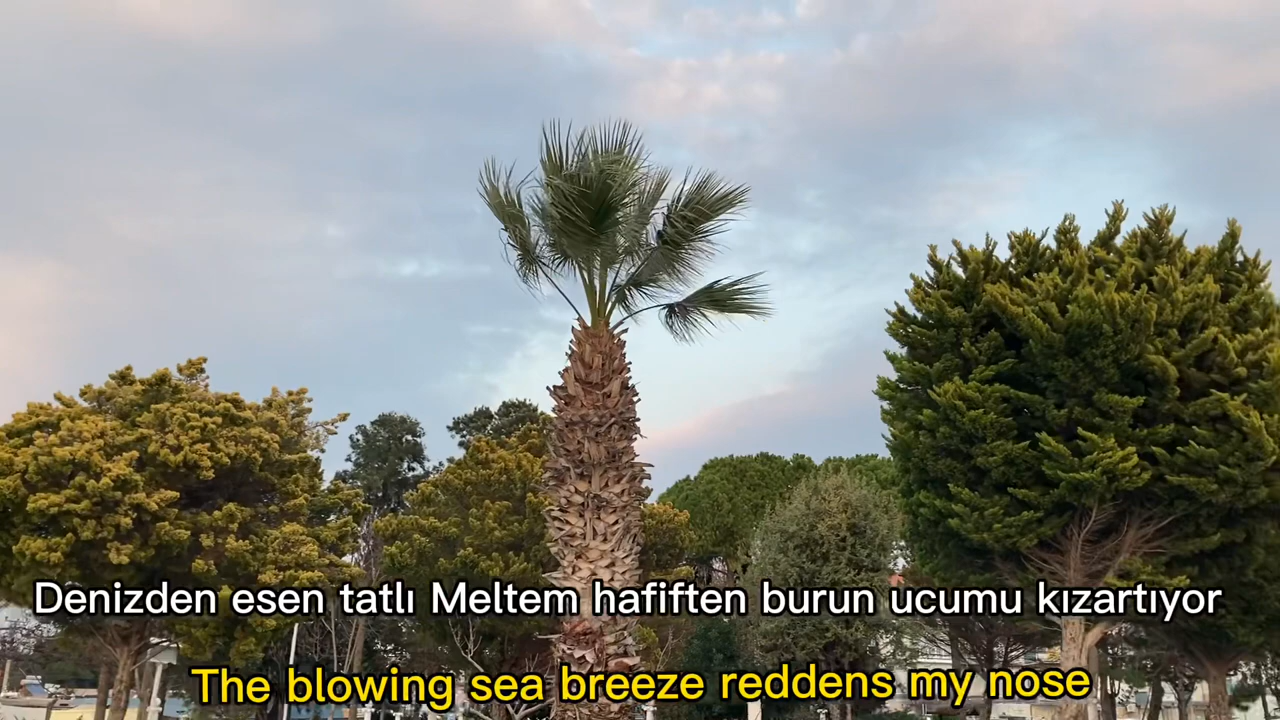 Denizden esen tatlı Meltem hafiften burun ucumu kızartıyor
The blowing sea breeze reddens my nose